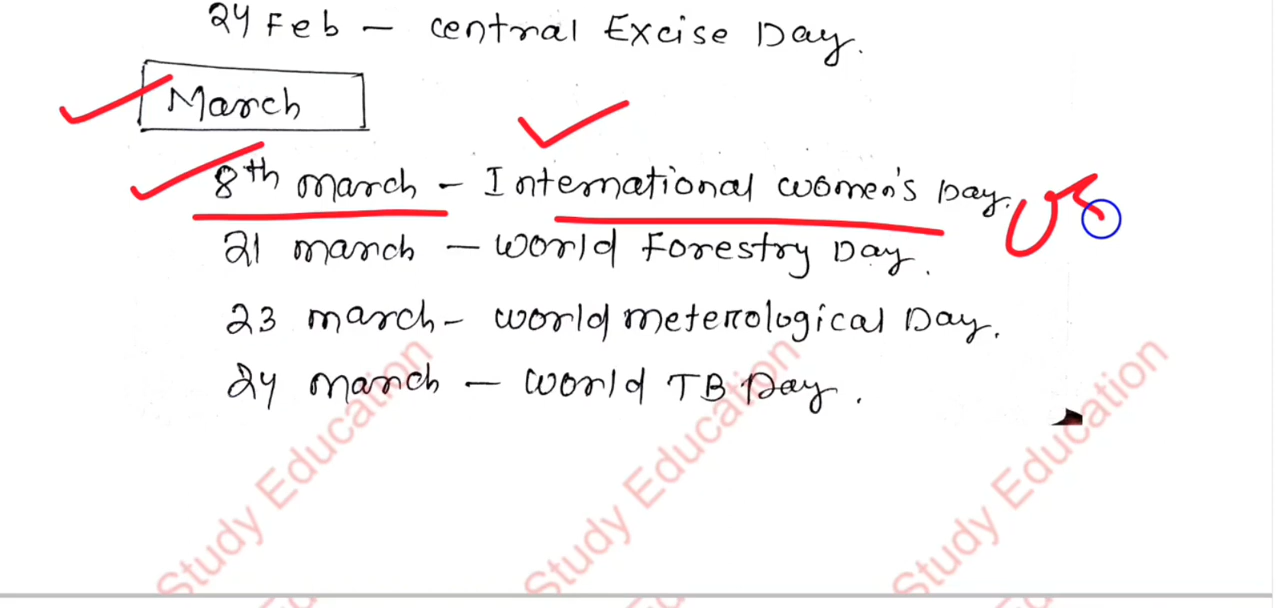 24 Feb - central Excise Day.
March
8th march - International women's Day.
21 march - world Forestry Day.
23 march - world meterological Day.
24 march - world TB Day.
Study Education
Study Education
Study Education